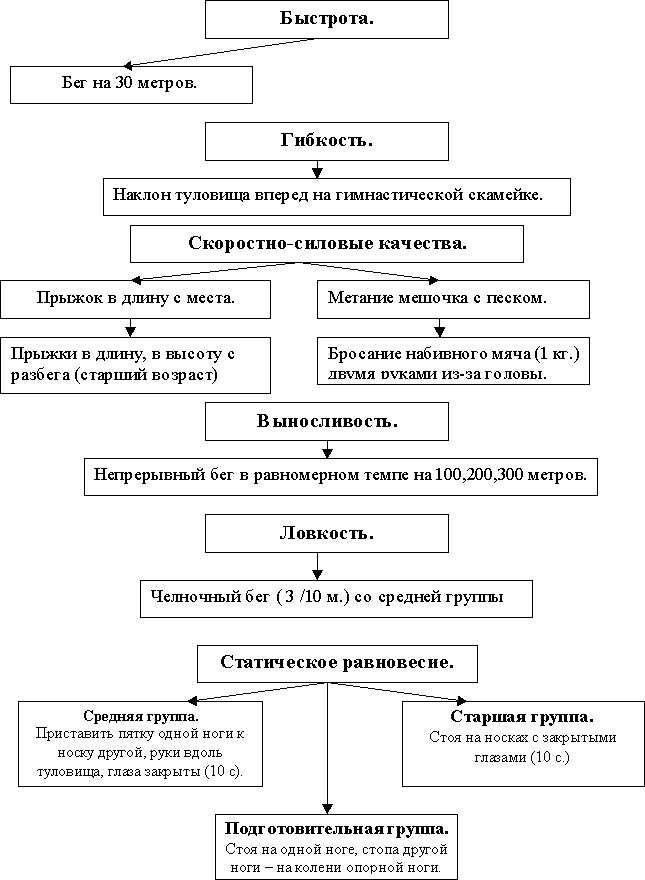 Быстрота.
Бег на 30 метров.
Гибкость.
Наклон туловища вперед на гимнастической скамейке.
Скоростно-силовые качества.
Прыжок в длину с места.
Метание мешочка с песком.
Прыжки в длину, в высоту с
разбега (старший возраст)
Бросание набивного мяча (1 кг.)
двумя руками из-за головы.
Выносливость.
Непрерывный бег в равномерном темпе на 100,200,300 метров.
Ловкость.
Челночный бег ( 3 /10 м.) со средней группы
Статическое равновесие.
Средняя группа.
Приставить пятку одной ноги к
носку другой, руки вдоль
туловища, глаза закрыты (10 с).
Старшая группа.
Стоя на носках с закрытыми
глазами (10 с.)
Подготовительная группа.
Стоя на одной ноге, стопа другой
ноги – на колени опорной ноги.